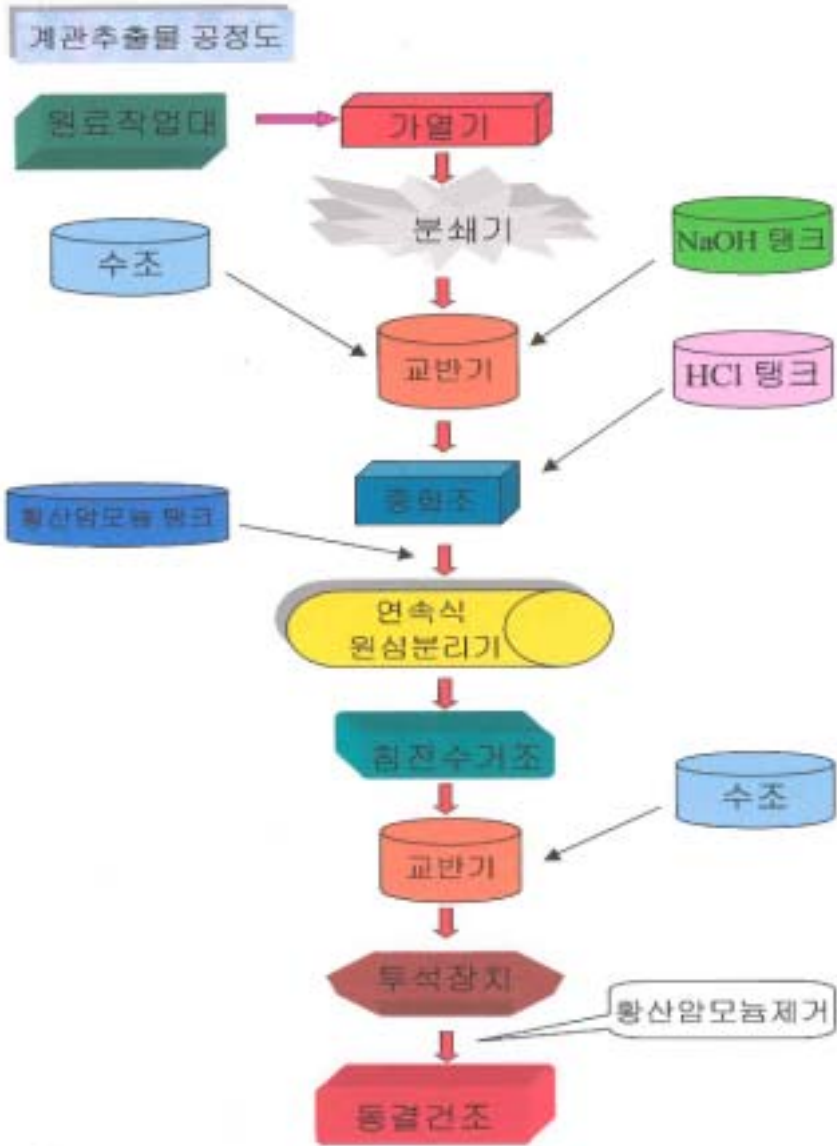 계관추출물 공정도
원료작업대
가열기
분쇄기
수조
NaOH 탱크
교반기
HCl 탱크
중화조
황산암모늄 탱크
연속식
원심분리기
침전수거조
수조
교반기
투석장치
황산암모늄제거
동결건조